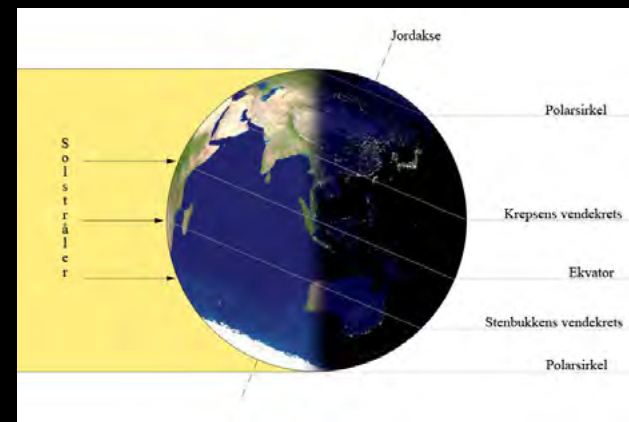 Jordakse
Polarsirkel
Solstråler
Krepsens vendekrets
Ekvator
Stenbukkens vendekrets
Polarsirkel